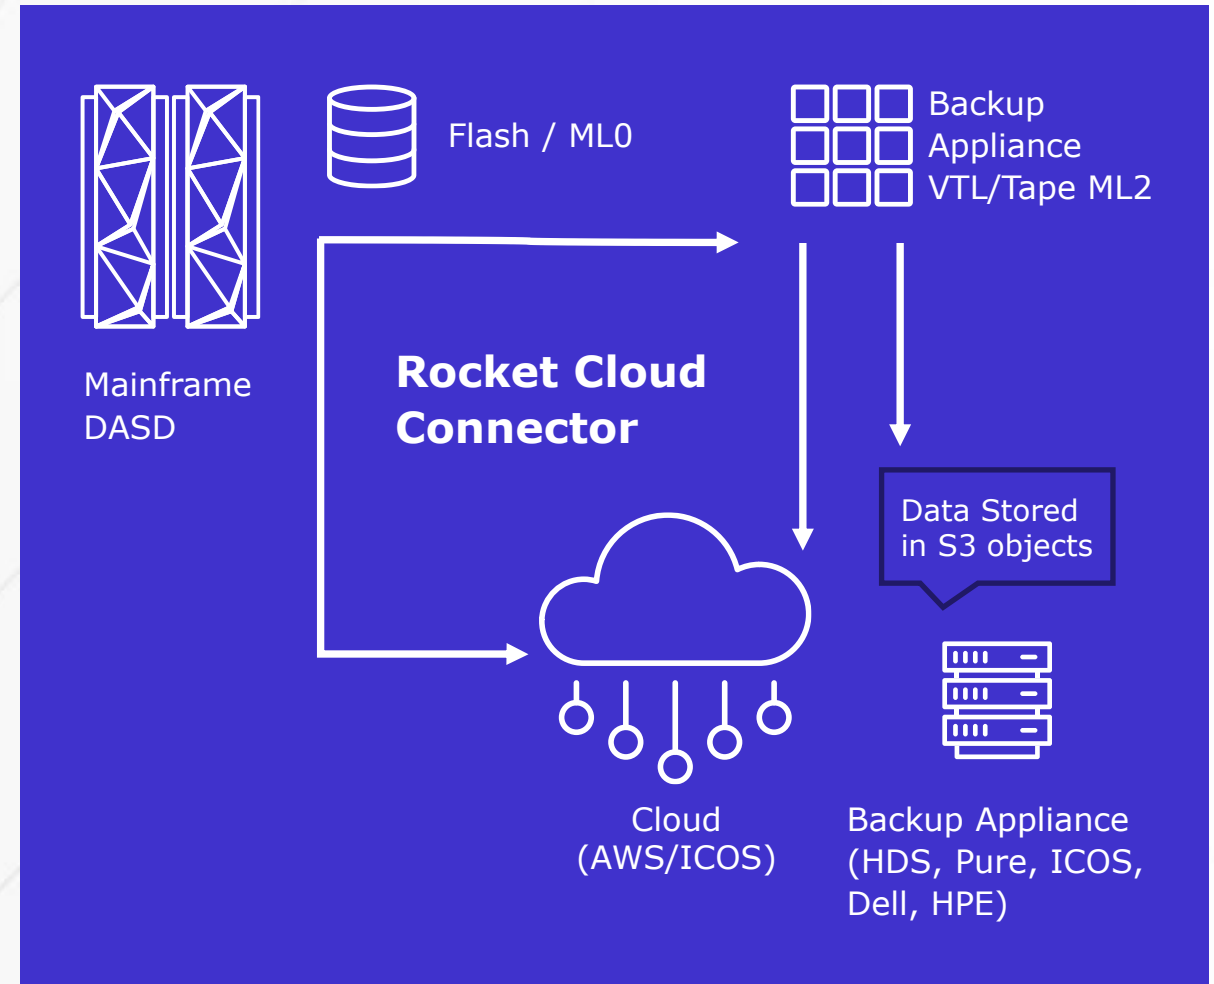 Flash / ML0
Backup
Appliance
VTL/Tape ML2
Mainframe
DASD
Rocket Cloud
Connector
Data Stored
in S3 objects
Cloud
(AWS/ICOS)
Backup Appliance
(HDS, Pure, ICOS,
Dell, HPE)